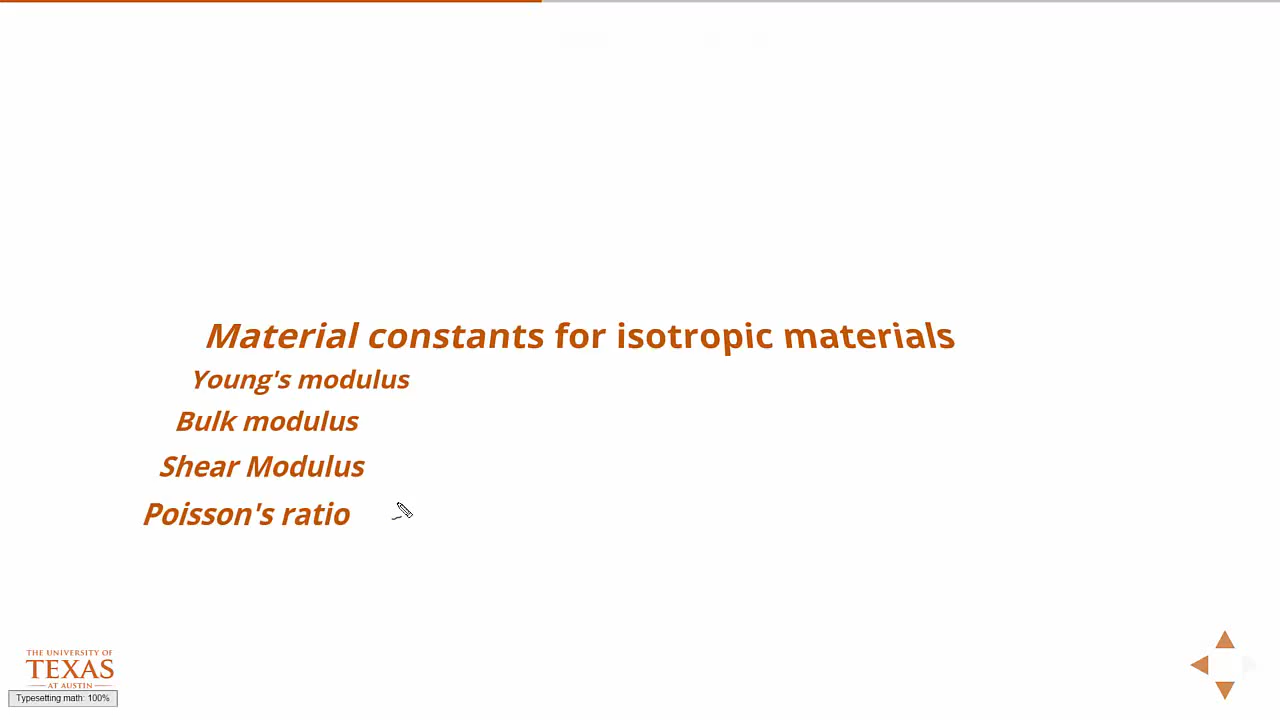 Material constants for isotropic materials
Young's modulus
Bulk modulus
Shear Modulus
Poisson's ratio
THE UNIVERSITY OF
TEXAS
AT AUSTIN
Typesetting math: 100%